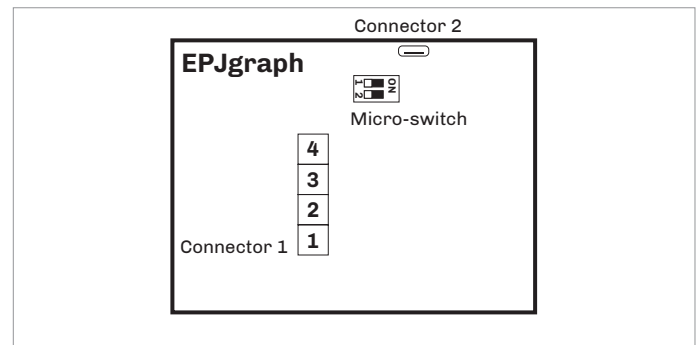 Connector 2
EPJgraph
1 ON
2
Micro-switch
4
3
2
Connector 1 1